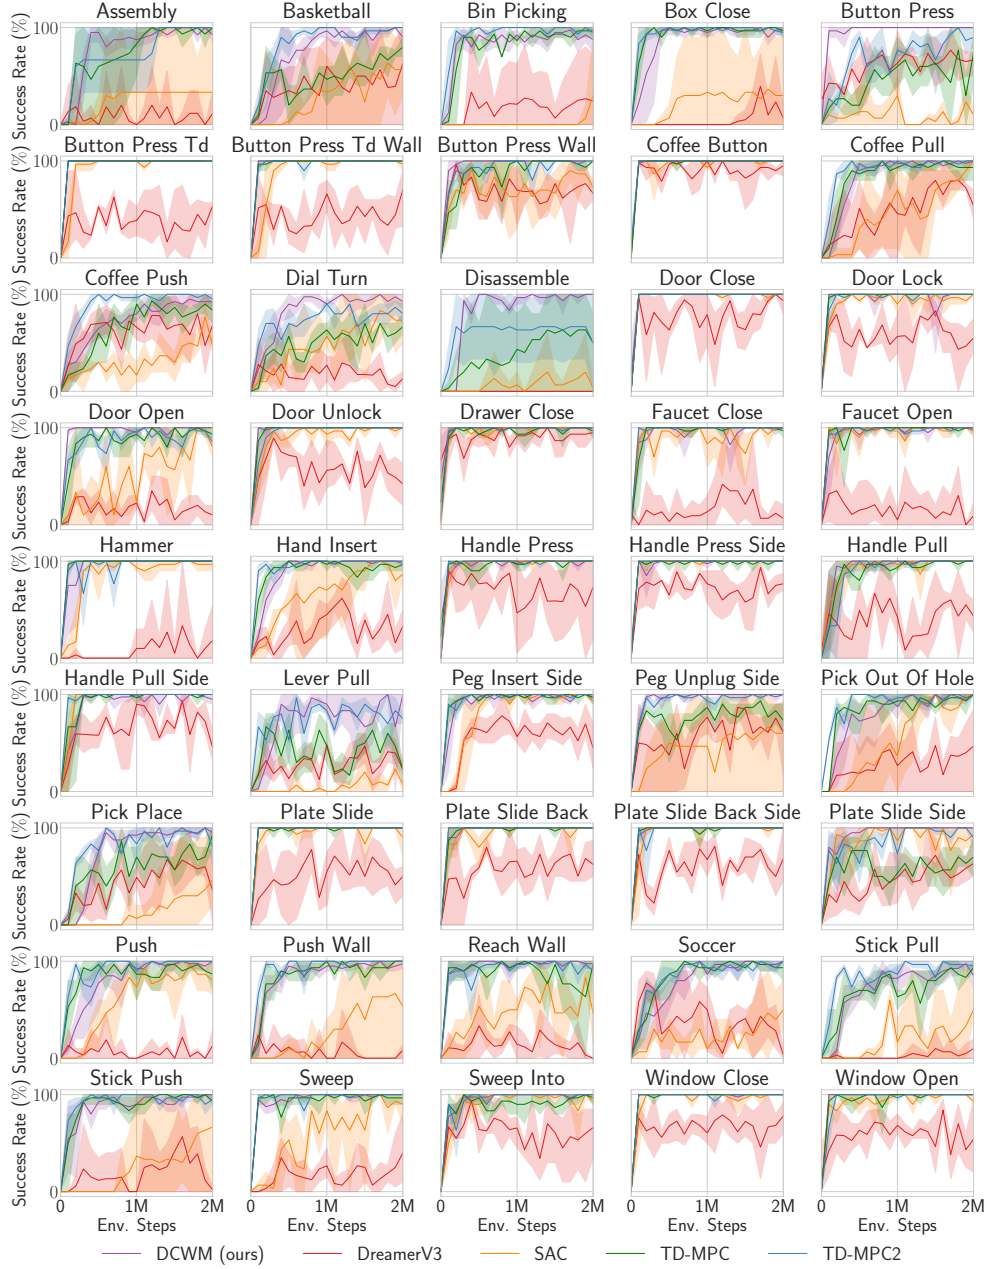 Assembly Basketball Bin Picking Box Close Button Press
Success Rate (%) 100 0
Button Press Td Button Press Td Wall Button Press Wall Coffee Button Coffee Pull
Success Rate (%) 100 0
Coffee Push Dial Turn Disassemble Door Close Door Lock
Success Rate (%) 100 0
Door Open Door Unlock Drawer Close Faucet Close Faucet Open
Success Rate (%) 100 0
Hammer Hand Insert Handle Press Handle Press Side Handle Pull
Success Rate (%) 100 0
Handle Pull Side Lever Pull Peg Insert Side Peg Unplug Side Pick Out Of Hole
Success Rate (%) 100 0
Pick Place Plate Slide Plate Slide Back Plate Slide Back Side Plate Slide Side
Success Rate (%) 100 0
Push Push Wall Reach Wall Soccer Stick Pull
Success Rate (%) 100 0
Stick Push Sweep Sweep Into Window Close Window Open
Success Rate (%) 100 0
0 1M 2M 0 1M 2M 0 1M 2M 0 1M 2M 0 1M 2M
Env. Steps Env. Steps Env. Steps Env. Steps Env. Steps
DCWM (ours) DreamerV3 SAC TD-MPC TD-MPC2